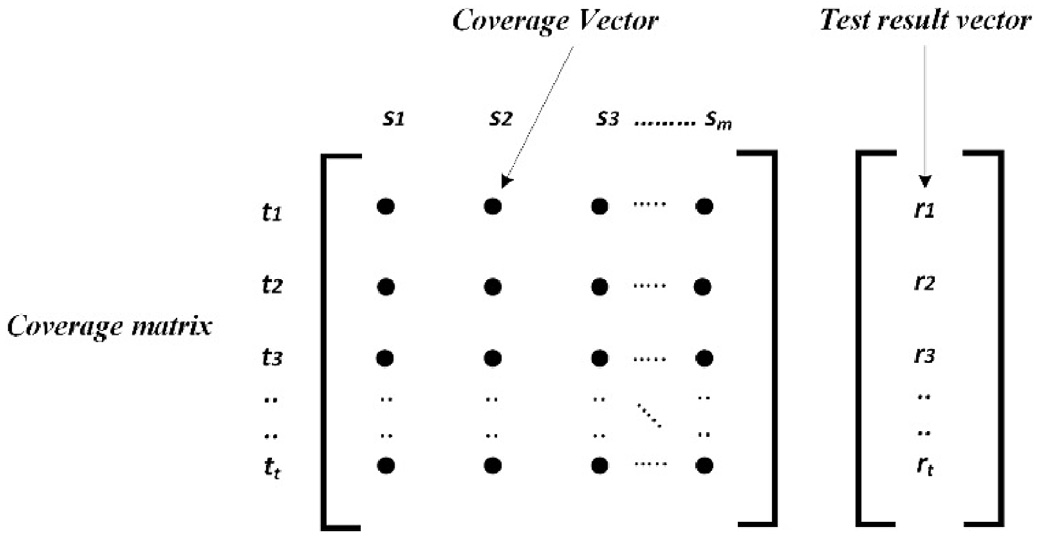 Coverage Vector Test result vector
s1 s2 s3 ......... sm
t1 ..... r1
t2 ..... r2
Coverage matrix
t3 ..... r3
.. .. .. .. .. ..
.. .. .. .. .. ..
tt ..... rt